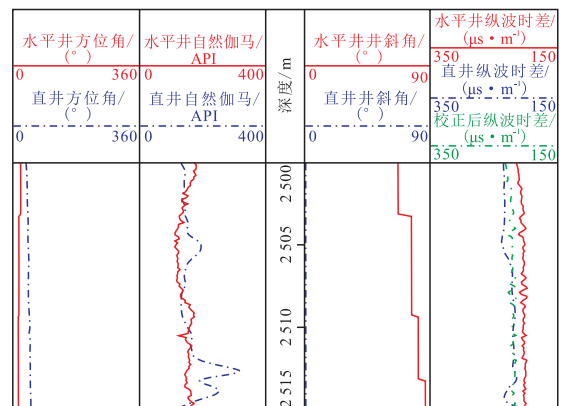 水平井方位角/
(°)
0 360
直井方位角/
(°)
0 360
水平井自然伽马/
API
0 400
直井自然伽马/
API
0 400
深度/m
水平井井斜角/
(°)
0 90
直井井斜角/
(°)
0 90
水平井纵波时差/
(μs·m⁻¹)
350 150
直井纵波时差/
(μs·m⁻¹)
350 150
校正后纵波时差/
(μs·m⁻¹)
350 150
2 500
2 505
2 510
2 515